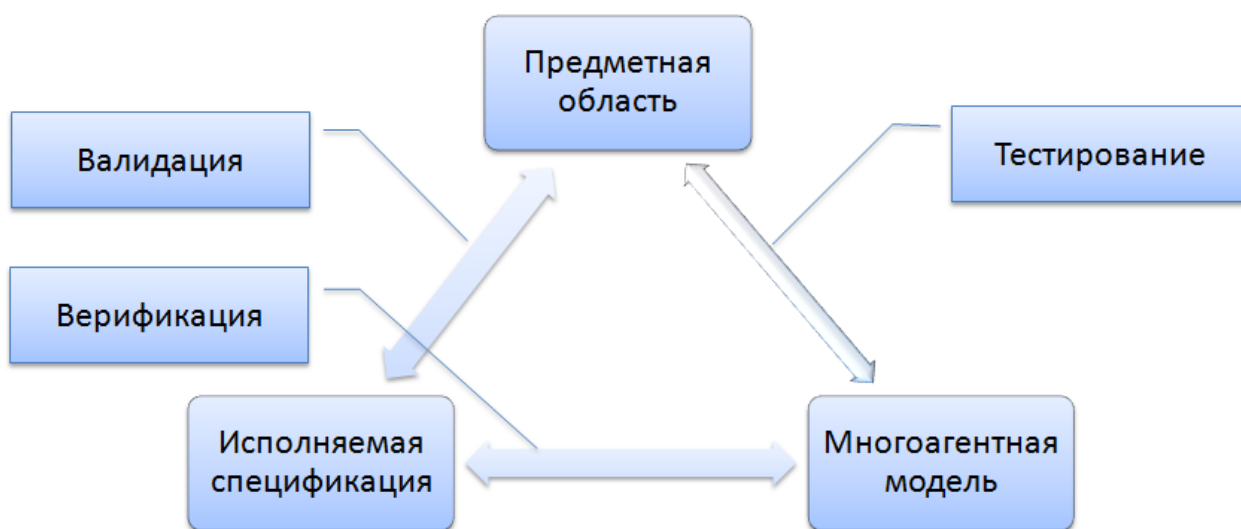 Предметная
область
Валидация
Тестирование
Верификация
Исполняемая
спецификация
Многоагентная
модель